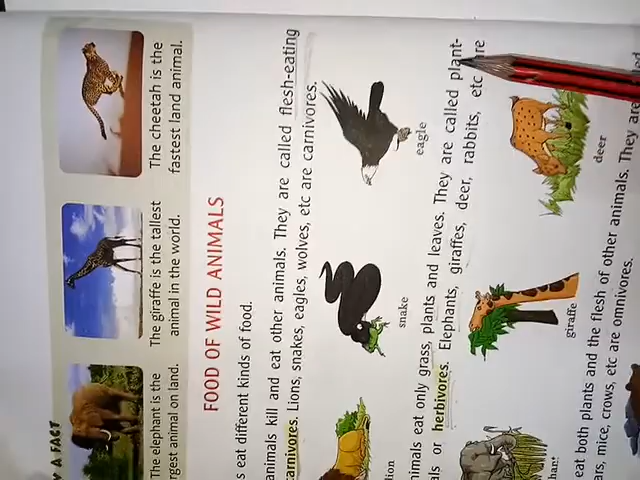 A FACT
The elephant is the
rgest animal on land.
The giraffe is the tallest
animal in the world.
The cheetah is the
fastest land animal.
FOOD OF WILD ANIMALS
s eat different kinds of food.
animals kill and eat other animals. They are called flesh-eating
carnivores. Lions, snakes, eagles, wolves, etc are carnivores.
lion
snake
eagle
nimals eat only grass, plants and leaves. They are called plant-
als or herbivores. Elephants, giraffes, deer, rabbits, etc are
hant
giraffe
deer
eat both plants and the flesh of other animals. They are
ars, mice, crows, etc are omnivores.